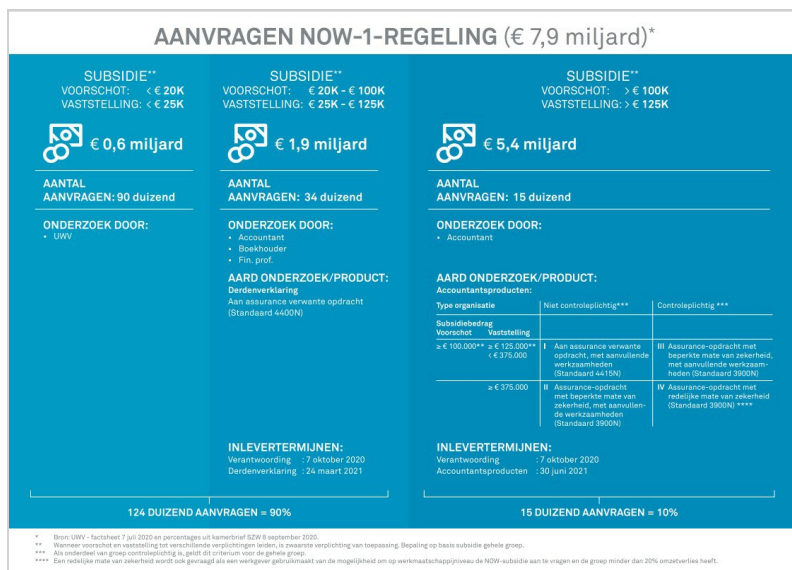 AANVRAGEN NOW-1-REGELING (€ 7,9 miljard)*
SUBSIDIE**
VOORSCHOT: < € 20K
VASTSTELLING: < € 25K
€ 0,6 miljard
AANTAL
AANVRAGEN: 90 duizend
ONDERZOEK DOOR:
• UWV
SUBSIDIE**
VOORSCHOT: € 20K - € 100K
VASTSTELLING: € 25K - € 125K
€ 1,9 miljard
AANTAL
AANVRAGEN: 34 duizend
ONDERZOEK DOOR:
• Accountant
• Boekhouder
• Fin. prof.
AARD ONDERZOEK/PRODUCT:
Derdenverklaring
Aan assurance verwante opdracht
(Standaard 4400N)
INLEVERTERMIJNEN:
Verantwoording : 7 oktober 2020
Derdenverklaring : 24 maart 2021
124 DUIZEND AANVRAGEN = 90%
SUBSIDIE**
VOORSCHOT: > € 100K
VASTSTELLING: > € 125K
€ 5,4 miljard
AANTAL
AANVRAGEN: 15 duizend
ONDERZOEK DOOR:
• Accountant
AARD ONDERZOEK/PRODUCT:
Accountantsproducten:
Type organisatie Niet controleplichtig*** Controleplichtig ***
Subsidiebedrag
Voorschot Vaststelling
≥ € 100.000** ≥ € 125.000**
< € 375.000
I Aan assurance verwante
opdracht, met aanvullende
werkzaamheden
(Standaard 4415N)
III Assurance-opdracht met
beperkte mate van zekerheid,
met aanvullende werkzaam-
heden (Standaard 3900N)
≥ € 375.000
II Assurance-opdracht
met beperkte mate van
zekerheid, met aanvullen-
de werkzaamheden
(Standaard 3900N)
IV Assurance-opdracht met
redelijke mate van zekerheid
(Standaard 3900N) ****
INLEVERTERMIJNEN:
Verantwoording : 7 oktober 2020
Accountantsproducten : 30 juni 2021
15 DUIZEND AANVRAGEN = 10%
* Bron: UWV - factsheet 7 juli 2020 en percentages uit kamerbrief SZW 8 september 2020.
** Wanneer voorschot en vaststelling tot verschillende verplichtingen leiden, is zwaarste verplichting van toepassing. Bepaling op basis subsidie gehele groep.
*** Als onderdeel van groep controleplichtig is, geldt dit criterium voor de gehele groep.
**** Een redelijke mate van zekerheid wordt ook gevraagd als een werkgever gebruikmaakt van de mogelijkheid om op werkmaatschappijniveau de NOW-subsidie aan te vragen en de groep minder dan 20% omzetverlies heeft.